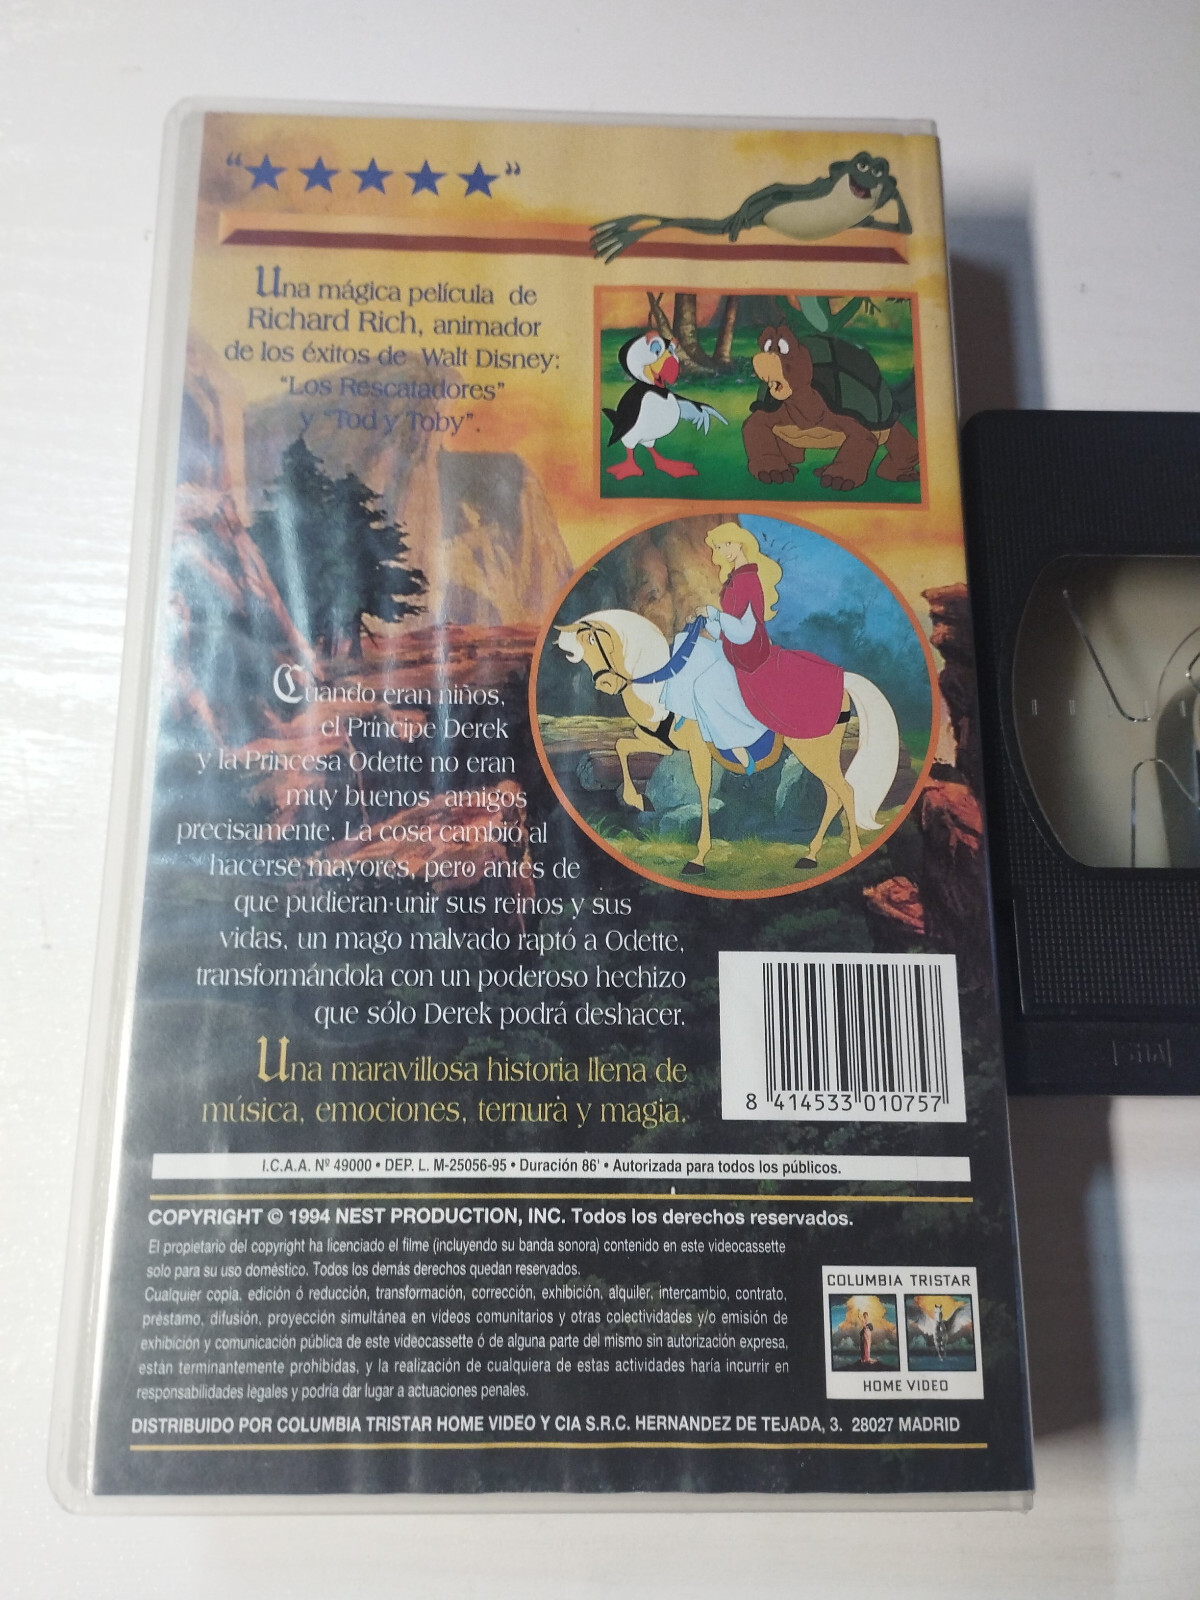 “★★★★★”
Una mágica película de
Richard Rich, animador
de los éxitos de Walt Disney:
“Los Rescatadores”
y “Tod y Toby”.
Cuando eran niños,
el Príncipe Derek
y la Princesa Odette no eran
muy buenos amigos
precisamente. La cosa cambió al
hacerse mayores, pero antes de
que pudieran unir sus reinos y sus
vidas, un mago malvado raptó a Odette,
transformándola con un poderoso hechizo
que sólo Derek podrá deshacer.
Una maravillosa historia llena de
música, emociones, ternura y magia.
8 414533 010757
I.C.A.A. Nº 49000 • DEP. L. M-25056-95 • Duración 86' • Autorizada para todos los públicos.
COPYRIGHT © 1994 NEST PRODUCTION, INC. Todos los derechos reservados.
El propietario del copyright ha licenciado el filme (incluyendo su banda sonora) contenido en este videocassette
solo para su uso doméstico. Todos los demás derechos quedan reservados.
Cualquier copia, edición ó reducción, transformación, corrección, exhibición, alquiler, intercambio, contrato,
préstamo, difusión, proyección simultánea en vídeos comunitarios y otras colectividades y/o emisión de
exhibición y comunicación pública de este videocassette ó de alguna parte del mismo sin autorización expresa,
están terminantemente prohibidas, y la realización de cualquiera de estas actividades haría incurrir en
responsabilidades legales y podría dar lugar a actuaciones penales.
COLUMBIA TRISTAR
HOME VIDEO
DISTRIBUIDO POR COLUMBIA TRISTAR HOME VIDEO Y CIA S.R.C. HERNANDEZ DE TEJADA, 3. 28027 MADRID